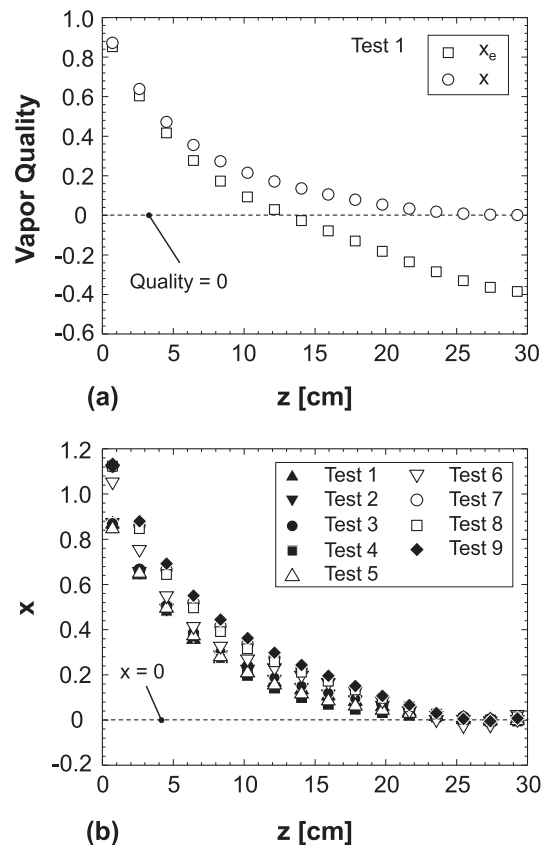 1.0
0.8
0.6
0.4
0.2
0
-0.2
-0.4
-0.6
Vapor Quality
Test 1
xe
x
Quality = 0
0 5 10 15 20 25 30
(a)
z [cm]
1.2
1.0
0.8
0.6
0.4
0.2
0
-0.2
x
Test 1
Test 2
Test 3
Test 4
Test 5
Test 6
Test 7
Test 8
Test 9
x = 0
0 5 10 15 20 25 30
(b)
z [cm]